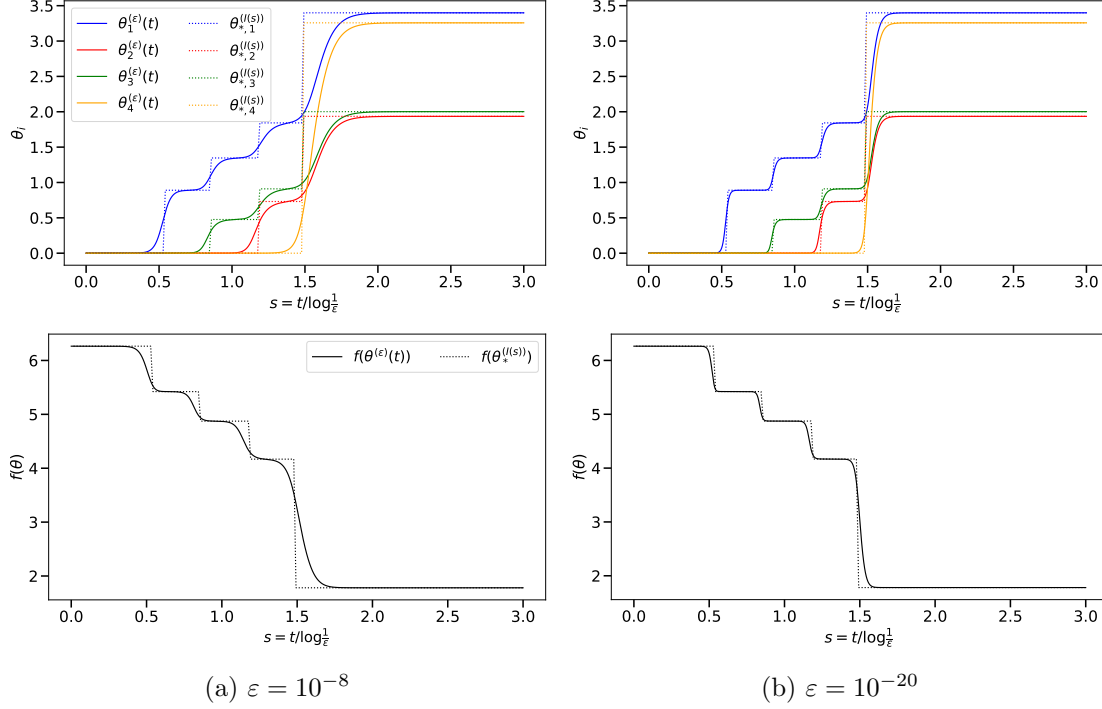 3.5
3.0
2.5
2.0
1.5
1.0
0.5
0.0
θ_i
θ_1^{(ε)}(t) θ_{*,1}^{(I(s))}
θ_2^{(ε)}(t) θ_{*,2}^{(I(s))}
θ_3^{(ε)}(t) θ_{*,3}^{(I(s))}
θ_4^{(ε)}(t) θ_{*,4}^{(I(s))}
0.0 0.5 1.0 1.5 2.0 2.5 3.0
s = t/log 1/ε
3.5
3.0
2.5
2.0
1.5
1.0
0.5
0.0
θ_i
0.0 0.5 1.0 1.5 2.0 2.5 3.0
s = t/log 1/ε
6
5
4
3
2
f(θ)
f(θ^{(ε)}(t)) f(θ_*^{(I(s))})
0.0 0.5 1.0 1.5 2.0 2.5 3.0
s = t/log 1/ε
6
5
4
3
2
f(θ)
0.0 0.5 1.0 1.5 2.0 2.5 3.0
s = t/log 1/ε
(a) ε = 10^{−8}
(b) ε = 10^{−20}